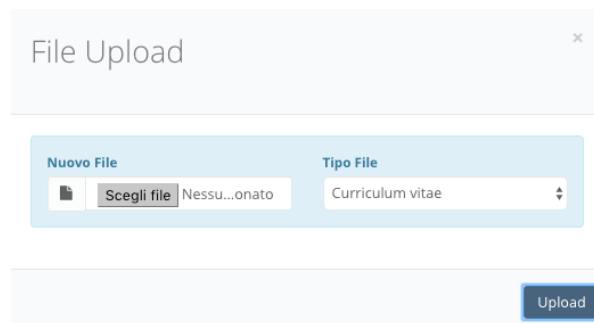 File Upload
×
Nuovo File Tipo File
Scegli file Nessu...onato Curriculum vitae
Upload